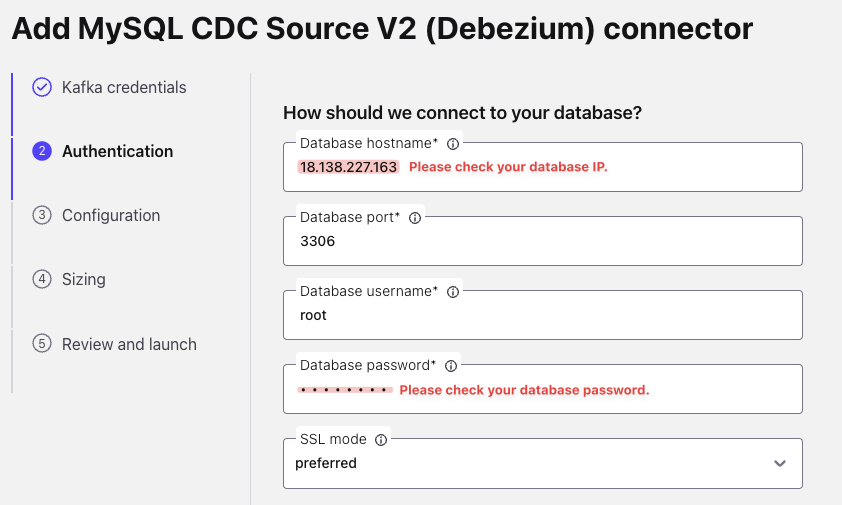 Add MySQL CDC Source V2 (Debezium) connector
Kafka credentials
2 Authentication
3 Configuration
4 Sizing
5 Review and launch
How should we connect to your database?
Database hostname*
18.138.227.163 Please check your database IP.
Database port*
3306
Database username*
root
Database password*
• • • • • • • • Please check your database password.
SSL mode
preferred